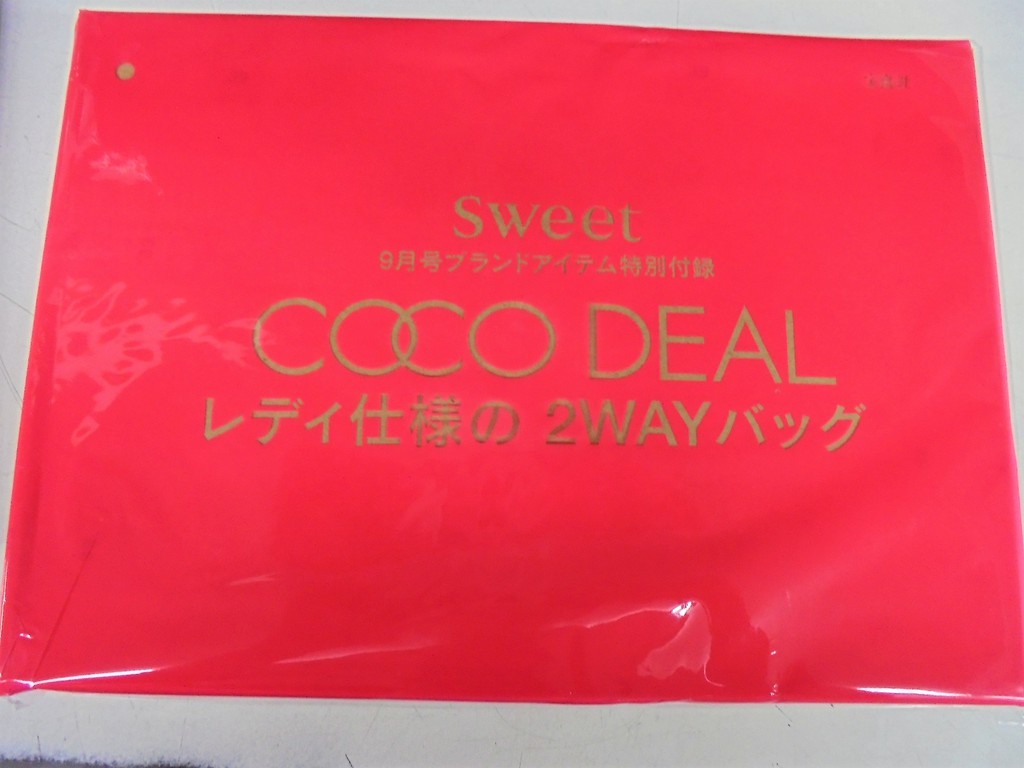 Sweet
9月号ブランドアイテム特別付録
COCO DEAL
レディ仕様の 2WAYバッグ